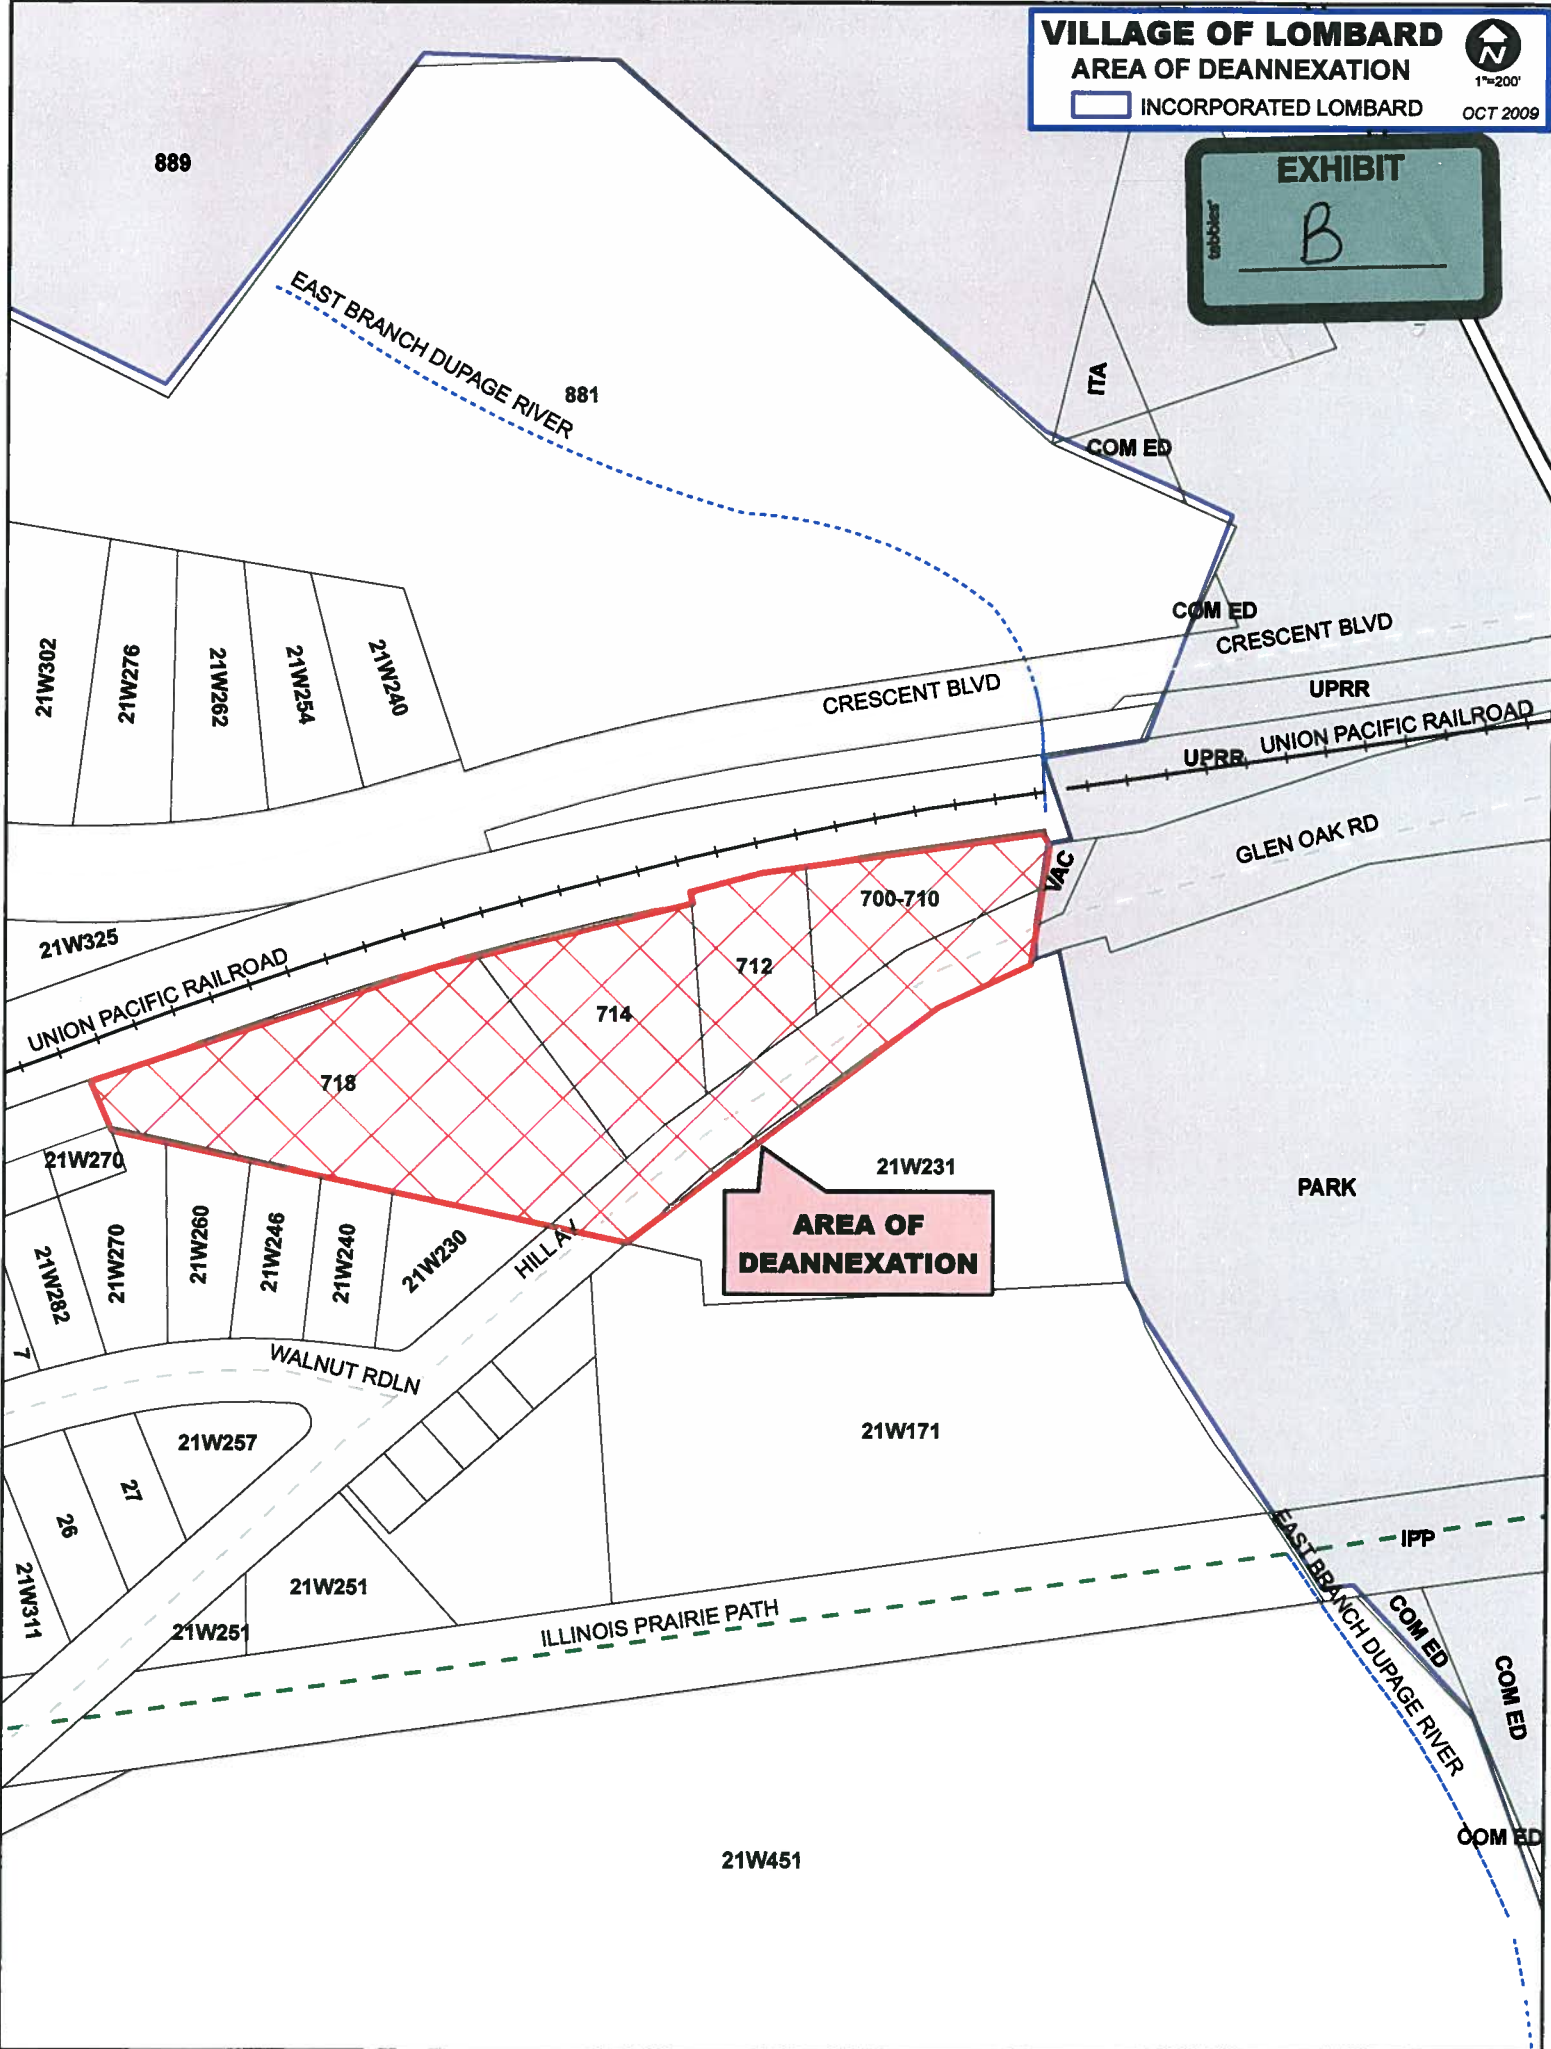 VILLAGE OF LOMBARD
AREA OF DEANNEXATION
INCORPORATED LOMBARD
N
1"=200'
OCT 2009
EXHIBIT
tabbies'
B
889
EAST BRANCH DUPAGE RIVER
881
ITA
COM ED
COM ED
CRESCENT BLVD
CRESCENT BLVD
UPRR
UNION PACIFIC RAILROAD
UPRR
GLEN OAK RD
VAC
21W302
21W276
21W262
21W254
21W240
21W325
UNION PACIFIC RAILROAD
700-710
712
714
718
21W270
21W282
21W270
21W260
21W246
21W240
21W230
HILL AV
21W231
AREA OF
DEANNEXATION
PARK
7
WALNUT RD
LN
21W257
27
26
21W311
21W251
21W251
21W171
ILLINOIS PRAIRIE PATH
IPP
EAST BRANCH DUPAGE RIVER
COM ED
COM ED
COM ED
21W451